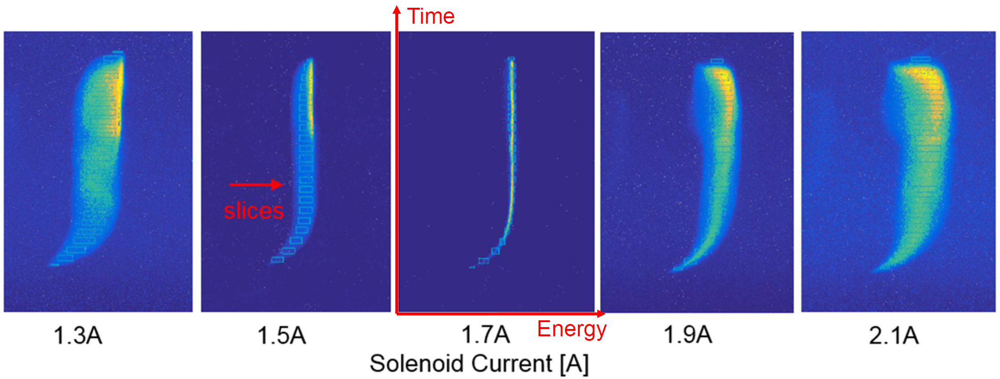 Time
slices
Energy
1.3A
1.5A
1.7A
1.9A
2.1A
Solenoid Current [A]